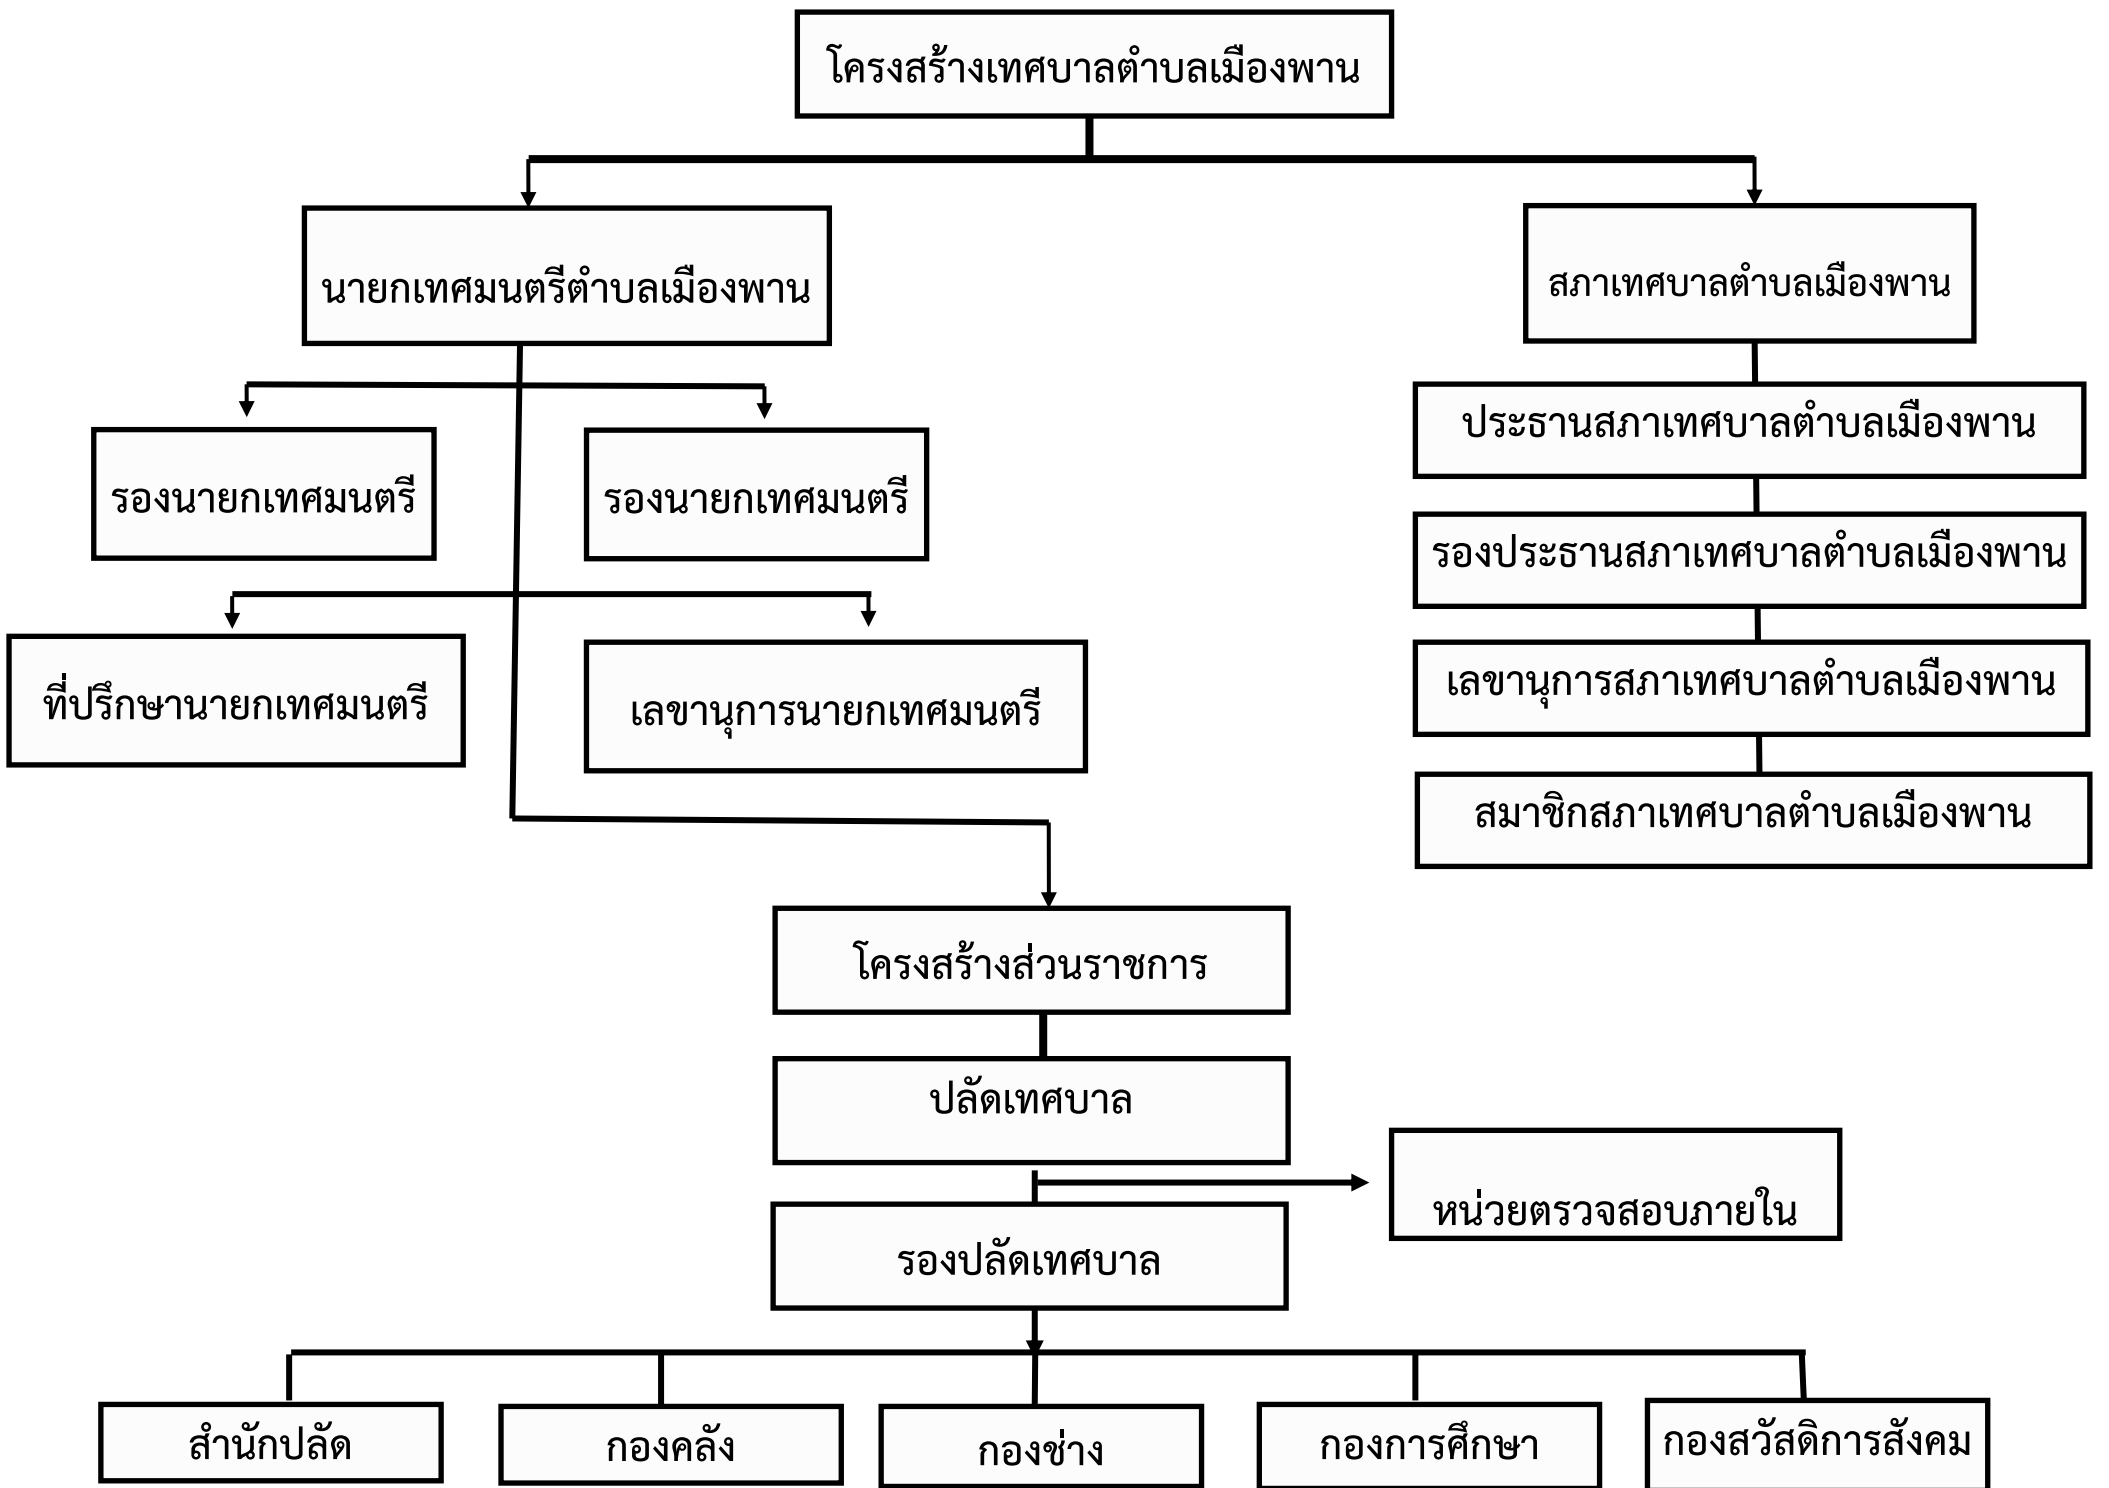 โครงสร้างเทศบาลตำบลเมืองพาน
นายกเทศมนตรีตำบลเมืองพาน
สภาเทศบาลตำบลเมืองพาน
ประธานสภาเทศบาลตำบลเมืองพาน
รองนายกเทศมนตรี
รองนายกเทศมนตรี
รองประธานสภาเทศบาลตำบลเมืองพาน
ที่ปรึกษานายกเทศมนตรี
เลขานุการนายกเทศมนตรี
เลขานุการสภาเทศบาลตำบลเมืองพาน
สมาชิกสภาเทศบาลตำบลเมืองพาน
โครงสร้างส่วนราชการ
ปลัดเทศบาล
หน่วยตรวจสอบภายใน
รองปลัดเทศบาล
สำนักปลัด
กองคลัง
กองช่าง
กองการศึกษา
กองสวัสดิการสังคม